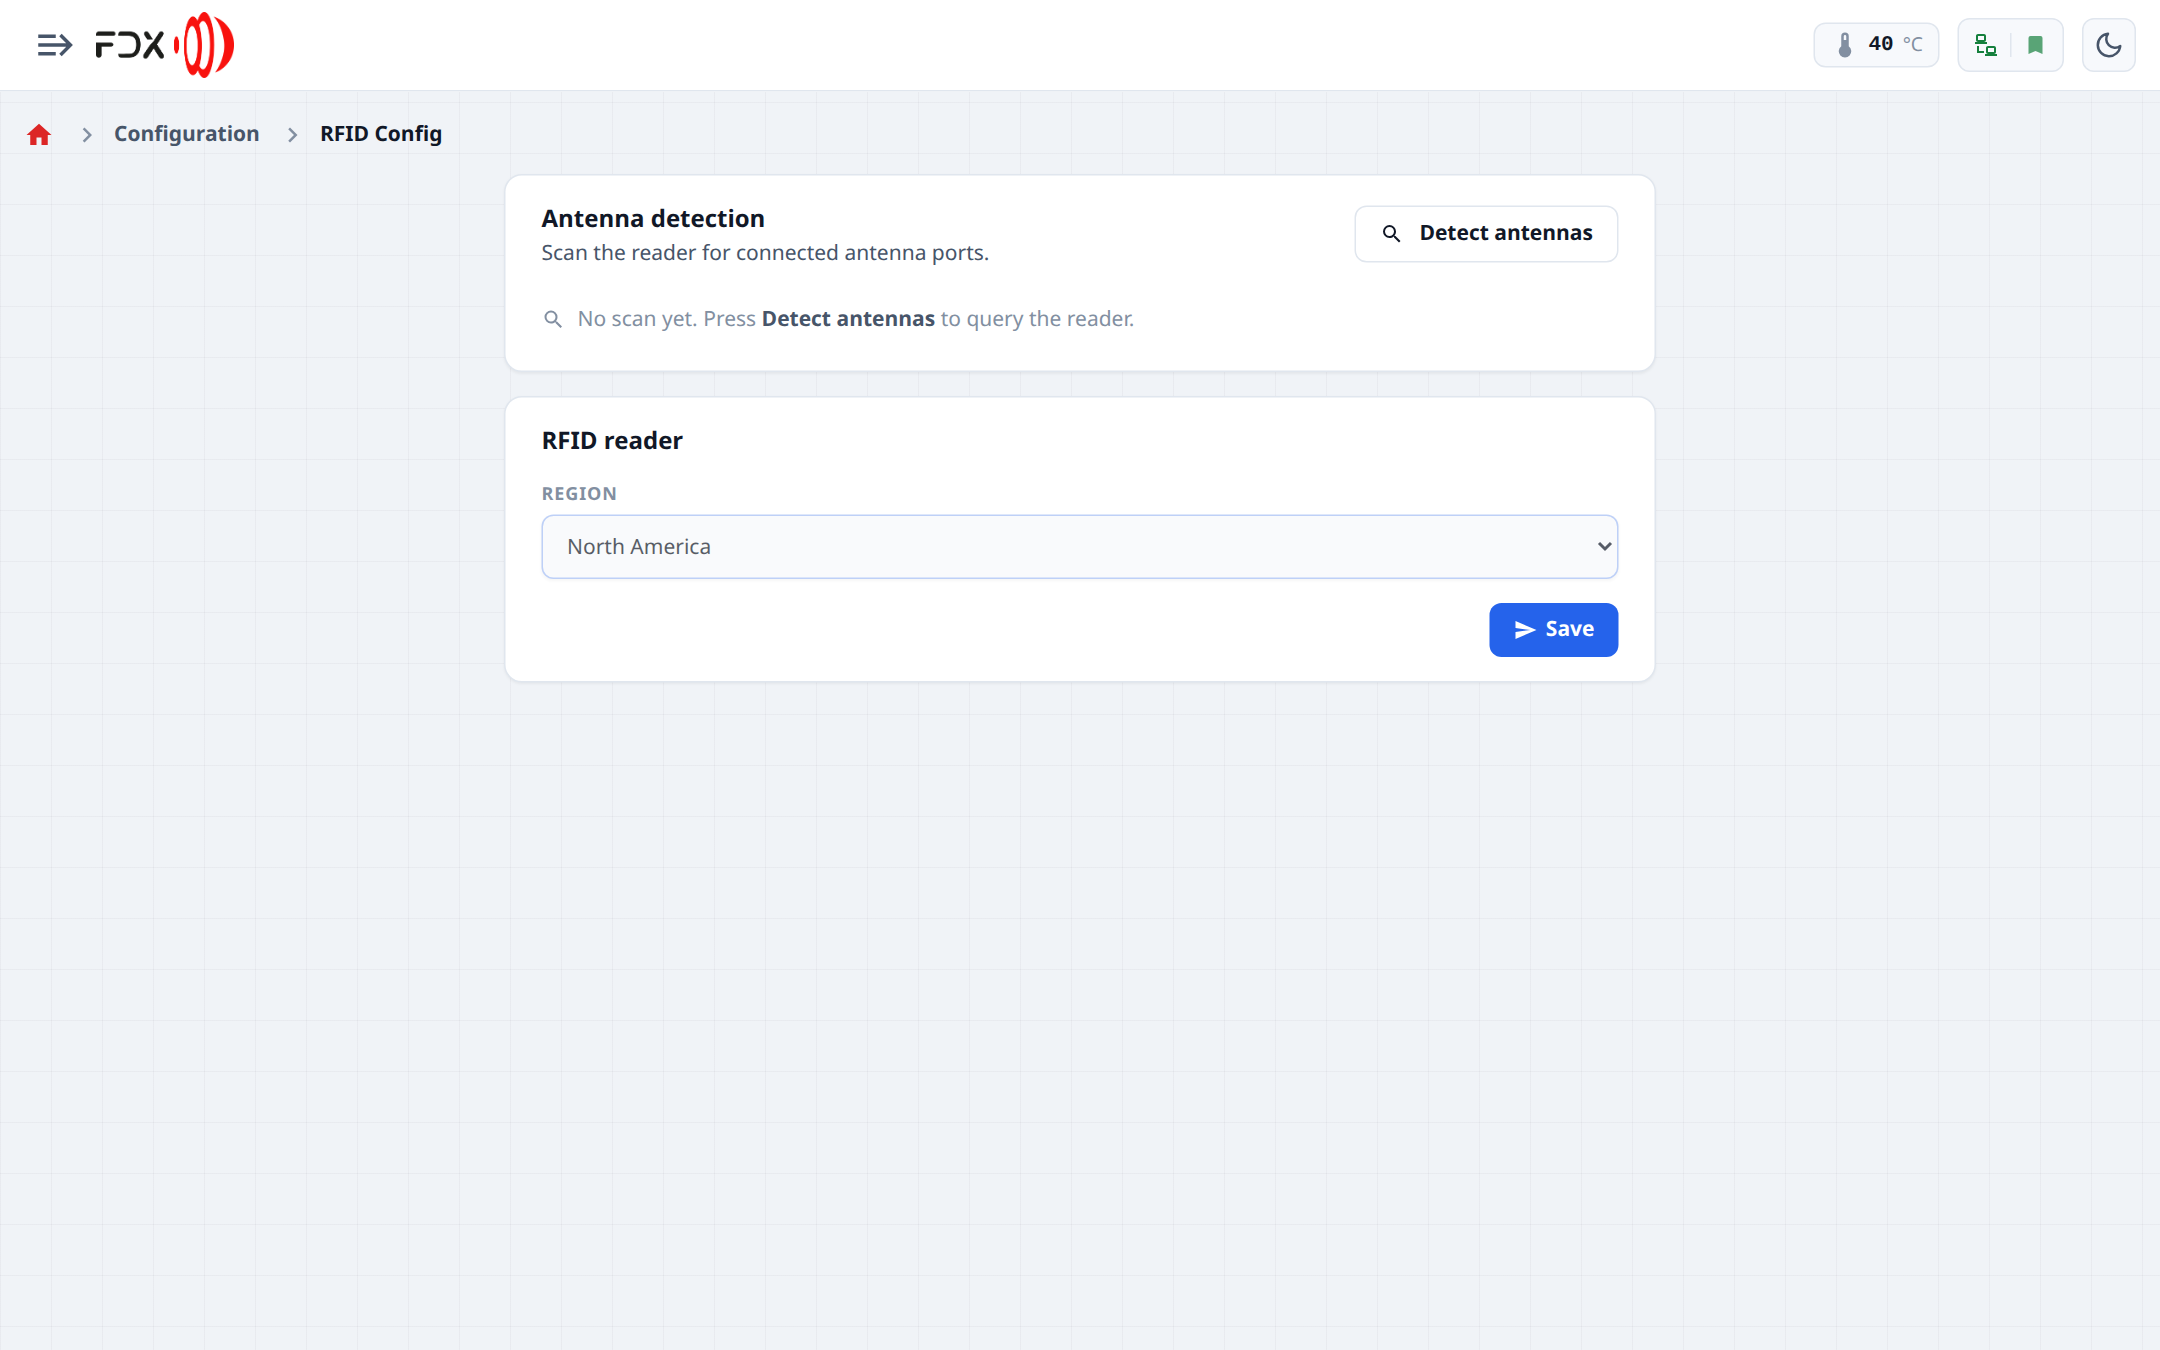 FDX
40 °C
Configuration
RFID Config
Antenna detection
Scan the reader for connected antenna ports.
Detect antennas
No scan yet. Press Detect antennas to query the reader.
RFID reader
REGION
North America
Save